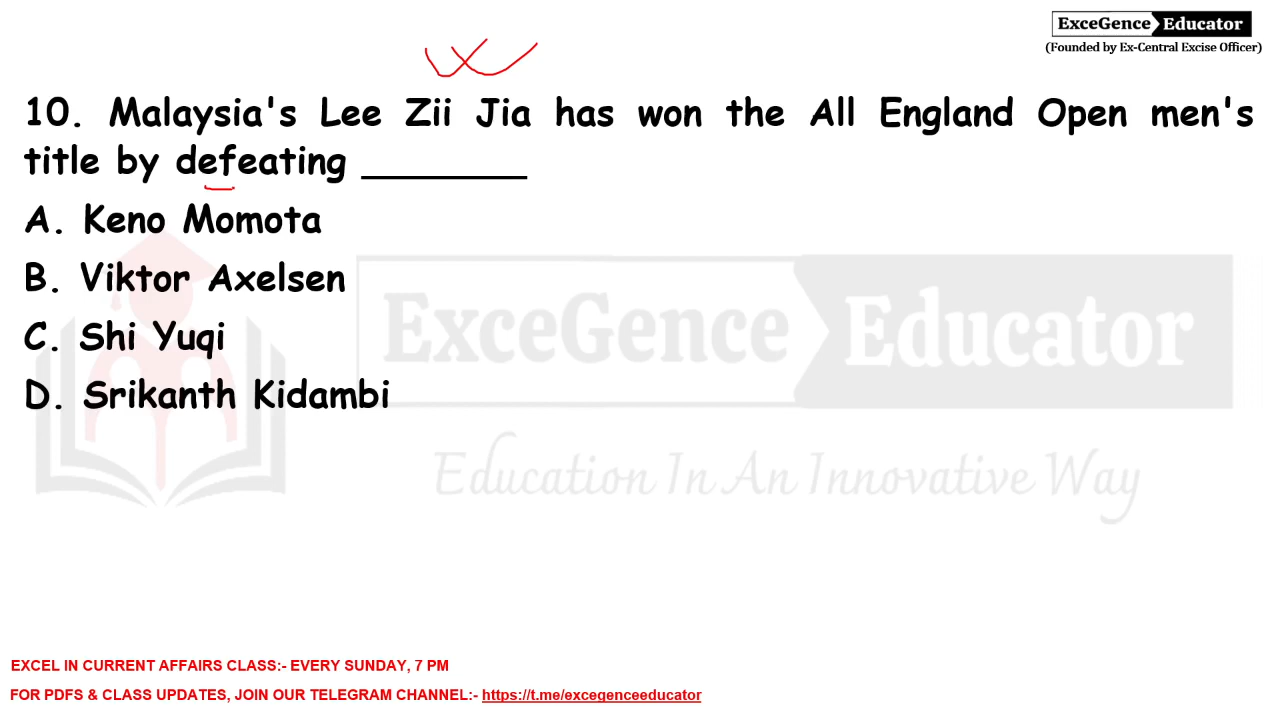 ExceGence Educator
(Founded by Ex-Central Excise Officer)
10. Malaysia's Lee Zii Jia has won the All England Open men's
title by defeating ________
A. Keno Momota
B. Viktor Axelsen
C. Shi Yuqi
D. Srikanth Kidambi
ExceGence Educator
Education In An Innovative Way
EXCEL IN CURRENT AFFAIRS CLASS:- EVERY SUNDAY, 7 PM
FOR PDFS & CLASS UPDATES, JOIN OUR TELEGRAM CHANNEL:- https://t.me/excegenceeducator